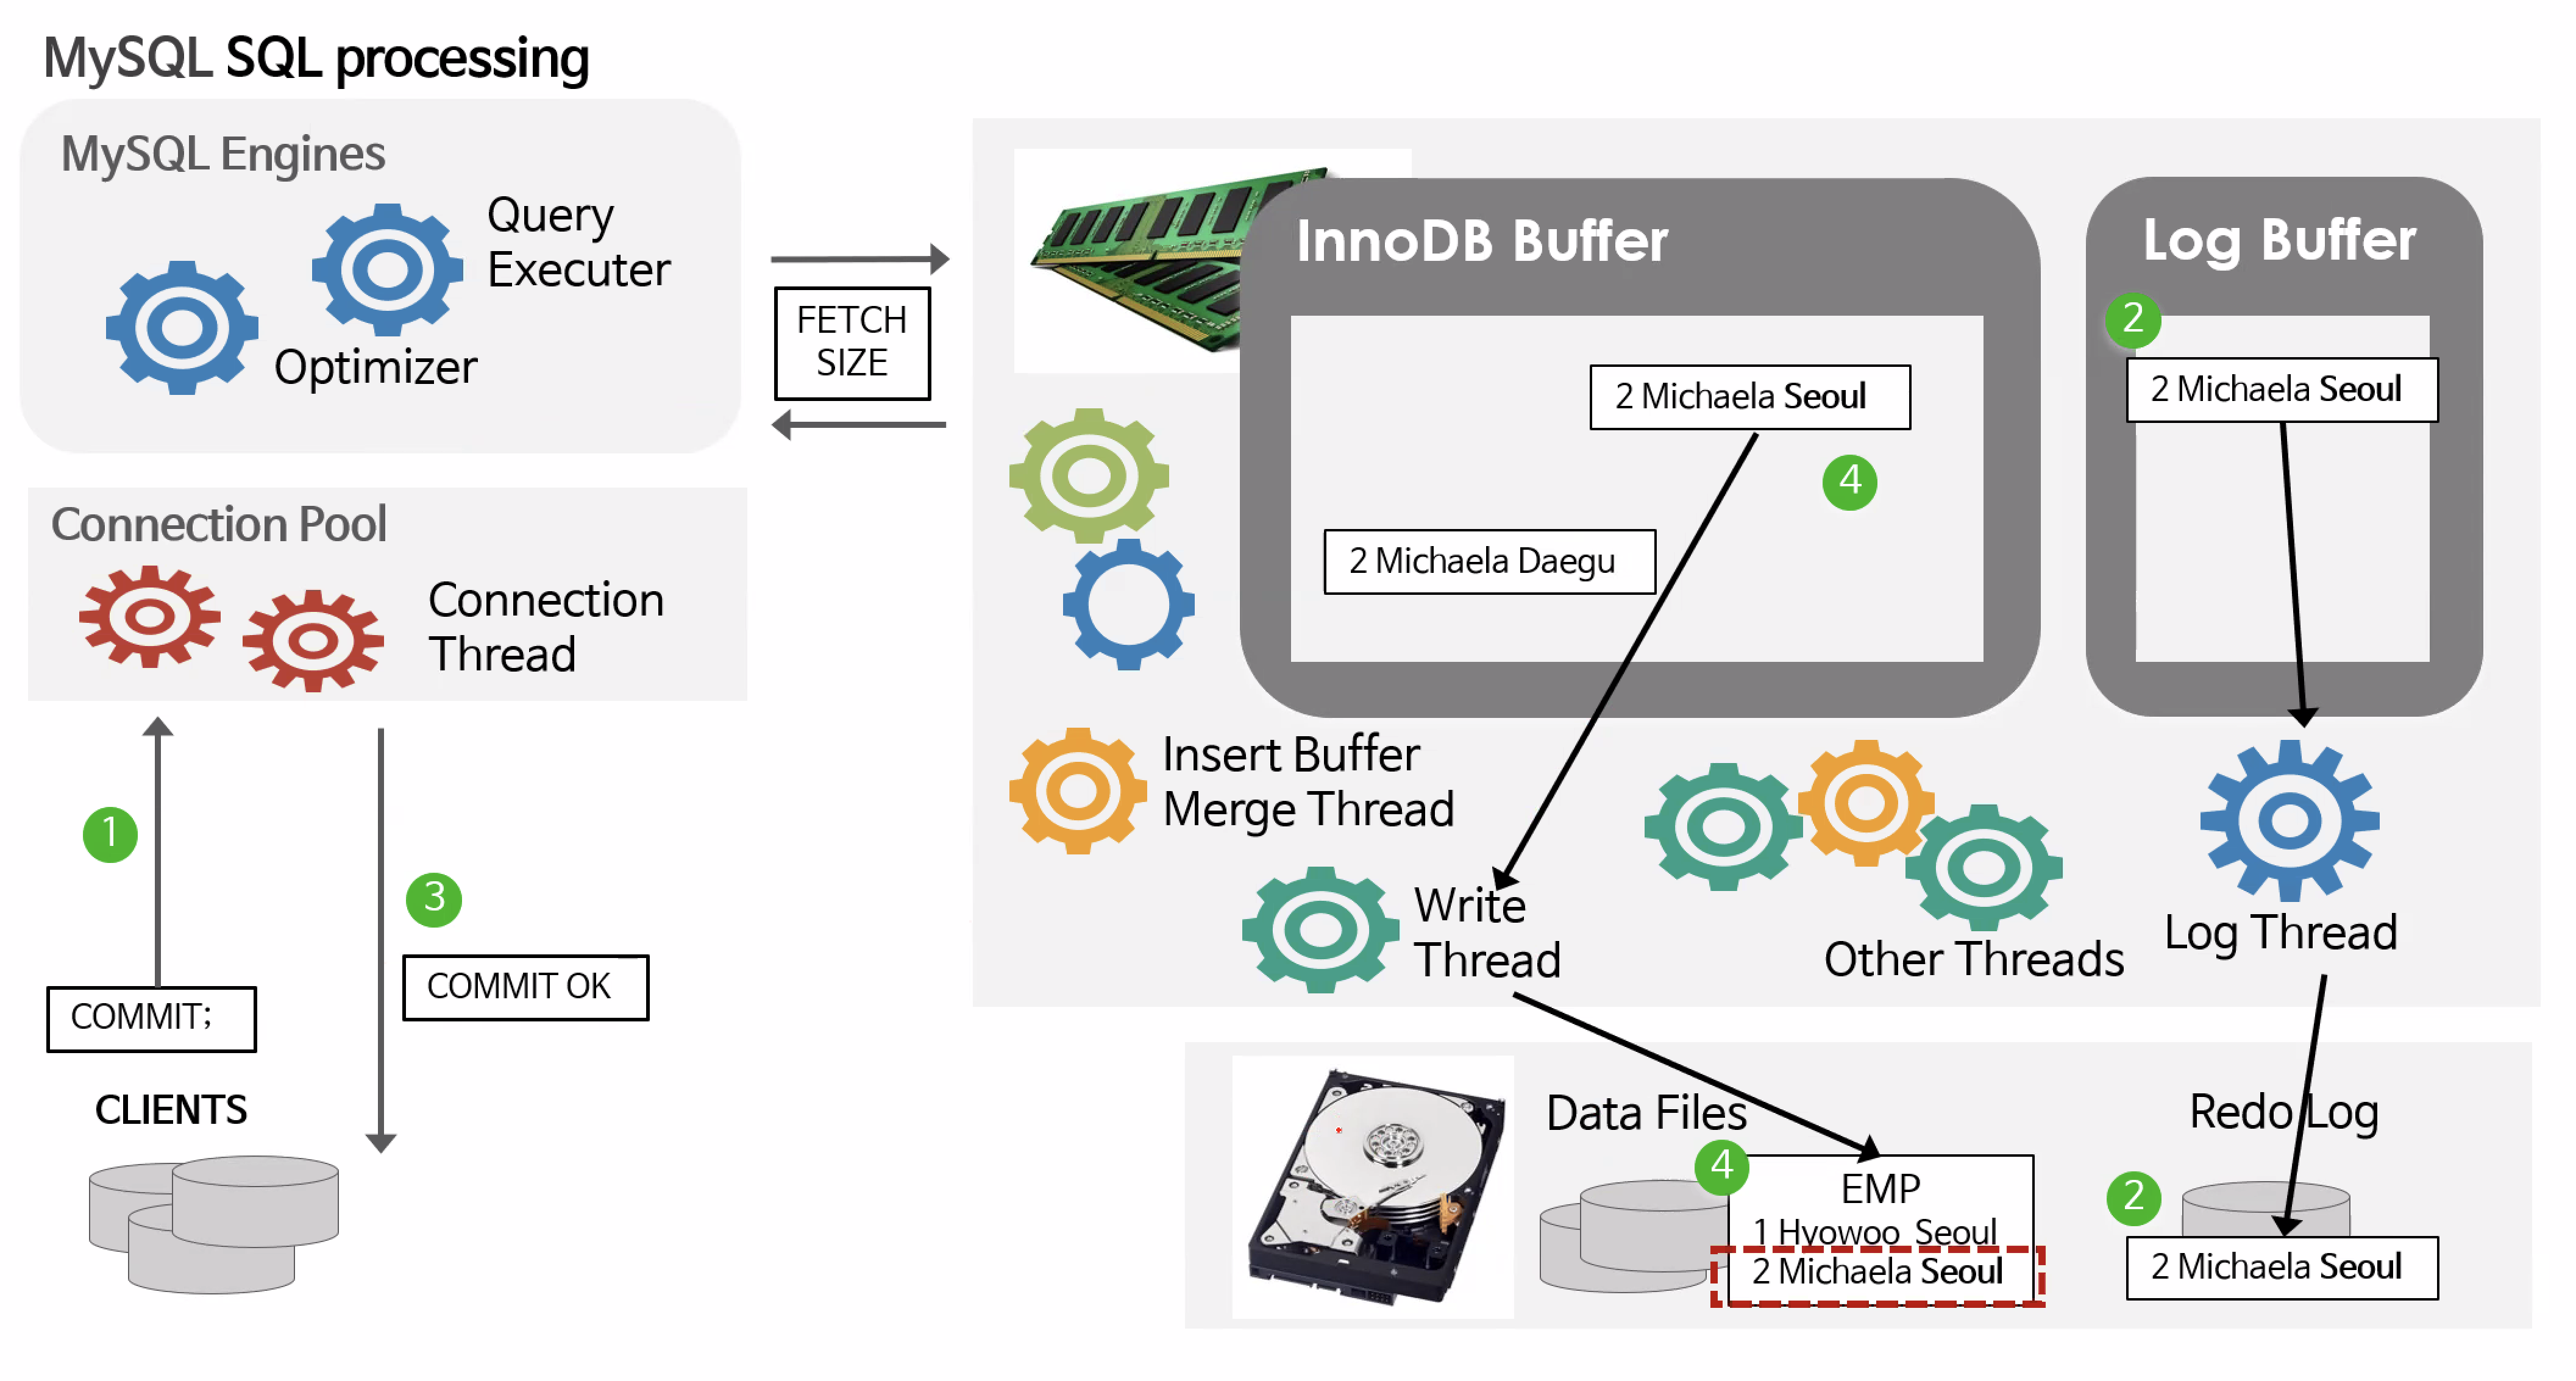 MySQL SQL processing
MySQL Engines
Query
Executer
Optimizer
FETCH
SIZE
Connection Pool
Connection
Thread
1
3
COMMIT;
COMMIT OK
CLIENTS
InnoDB Buffer
2 Michaela Seoul
4
2 Michaela Daegu
Log Buffer
2
2 Michaela Seoul
Insert Buffer
Merge Thread
Write
Thread
Other Threads
Log Thread
Data Files
4
EMP
1 Hyowoo Seoul
2 Michaela Seoul
Redo Log
2
2 Michaela Seoul